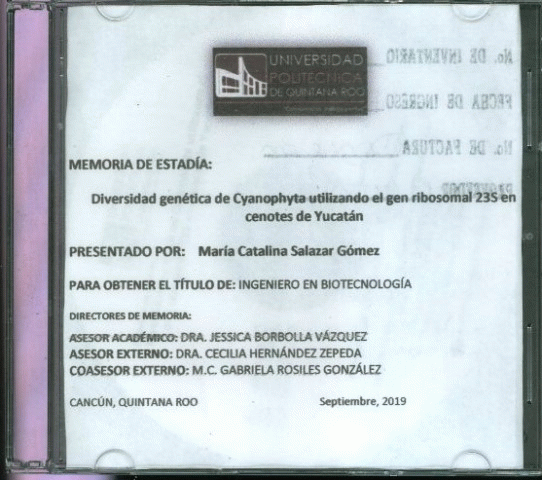 UNIVERSIDAD
POLITÉCNICA
DE QUINTANA ROO
No. DE INVENTARIO
FECHA DE INGRESO
No. DE FACTURA
PROVEEDOR
MEMORIA DE ESTADÍA:
Diversidad genética de Cyanophyta utilizando el gen ribosomal 23S en
cenotes de Yucatán
PRESENTADO POR: María Catalina Salazar Gómez
PARA OBTENER EL TÍTULO DE: INGENIERO EN BIOTECNOLOGÍA
DIRECTORES DE MEMORIA:
ASESOR ACADÉMICO: DRA. JESSICA BORBOLLA VÁZQUEZ
ASESOR EXTERNO: DRA. CECILIA HERNÁNDEZ ZEPEDA
COASESOR EXTERNO: M.C. GABRIELA ROSILES GONZÁLEZ
CANCÚN, QUINTANA ROO Septiembre, 2019